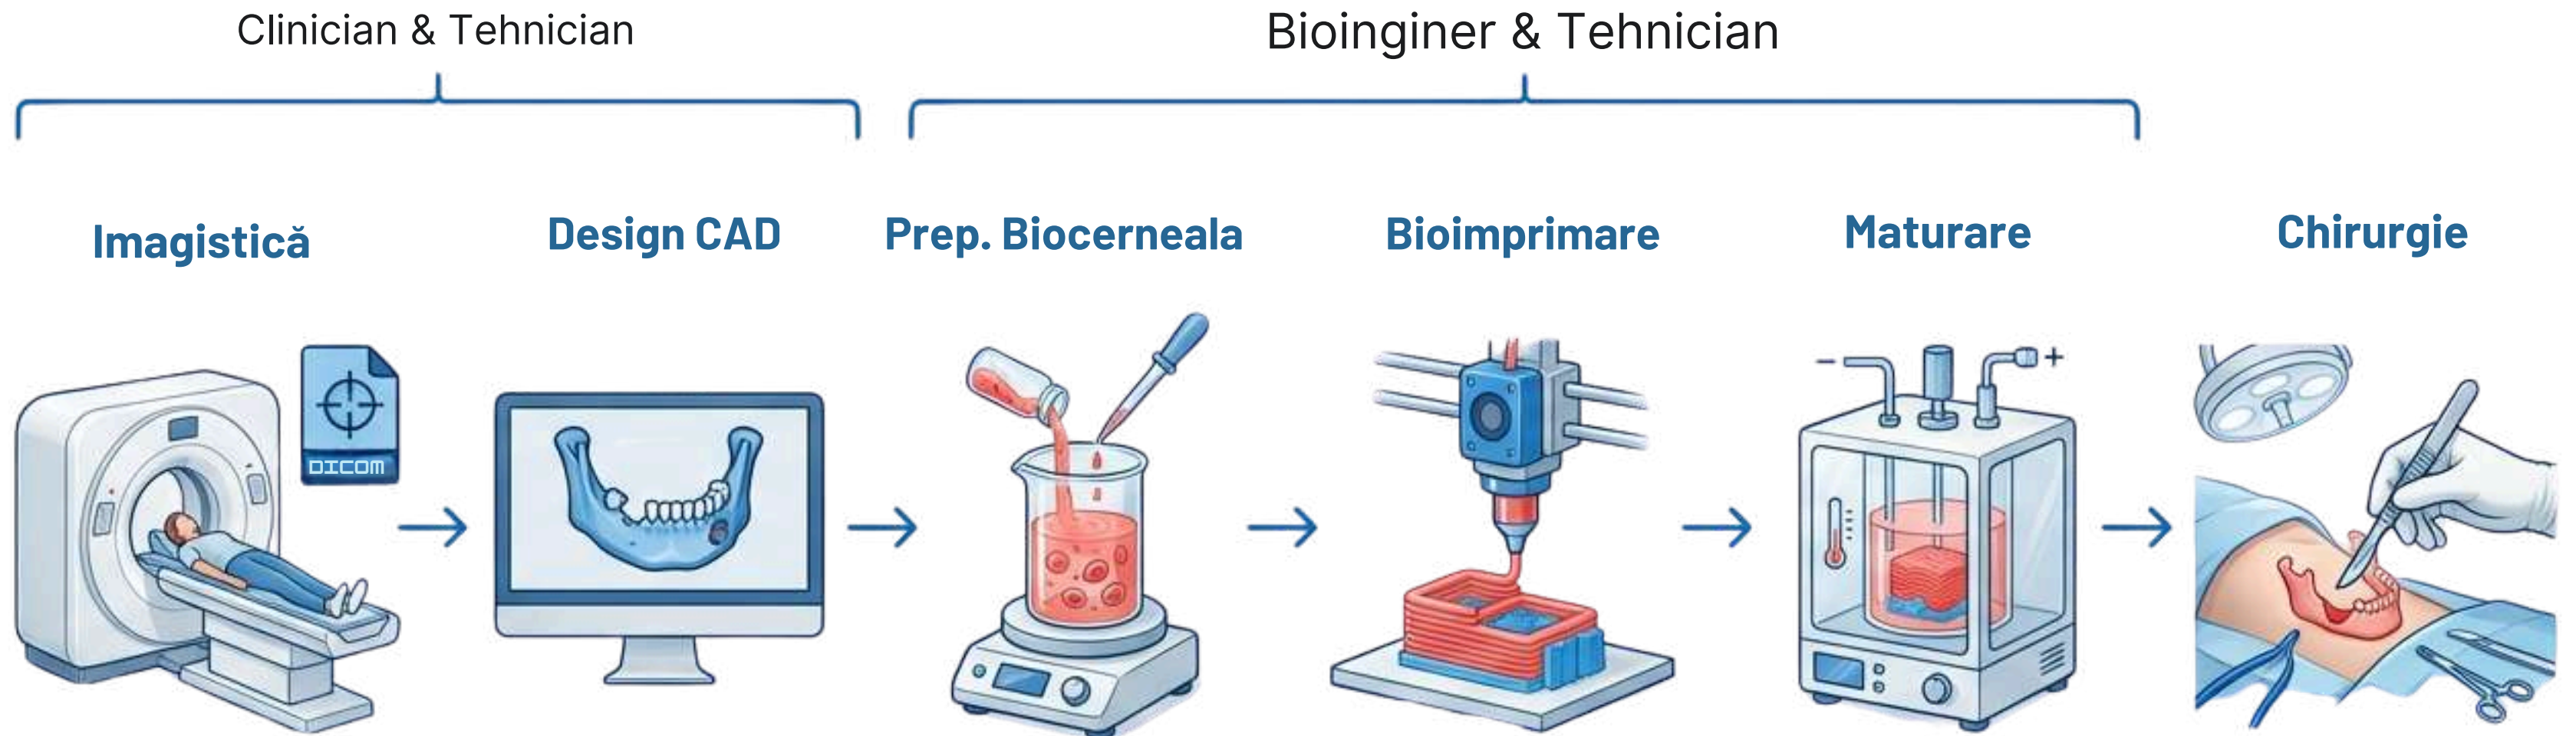 Clinician & Tehnician
Bioinginer & Tehnician
Imagistică
Design CAD
Prep. Biocerneala
Bioimprimare
Maturare
Chirurgie
DICOM
− +